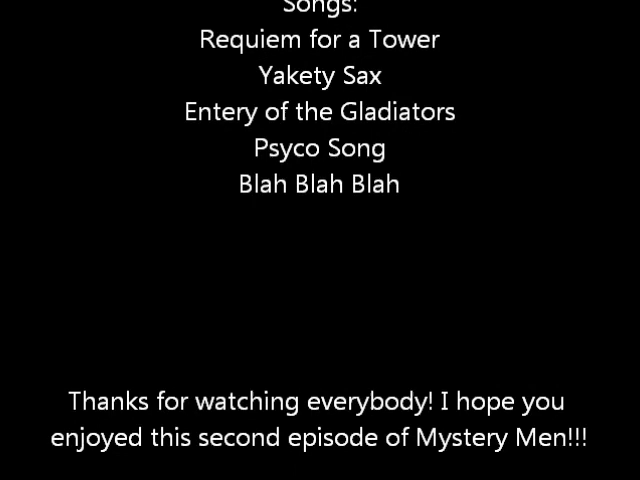 Songs:
Requiem for a Tower
Yakety Sax
Entery of the Gladiators
Psyco Song
Blah Blah Blah
Thanks for watching everybody! I hope you
enjoyed this second episode of Mystery Men!!!